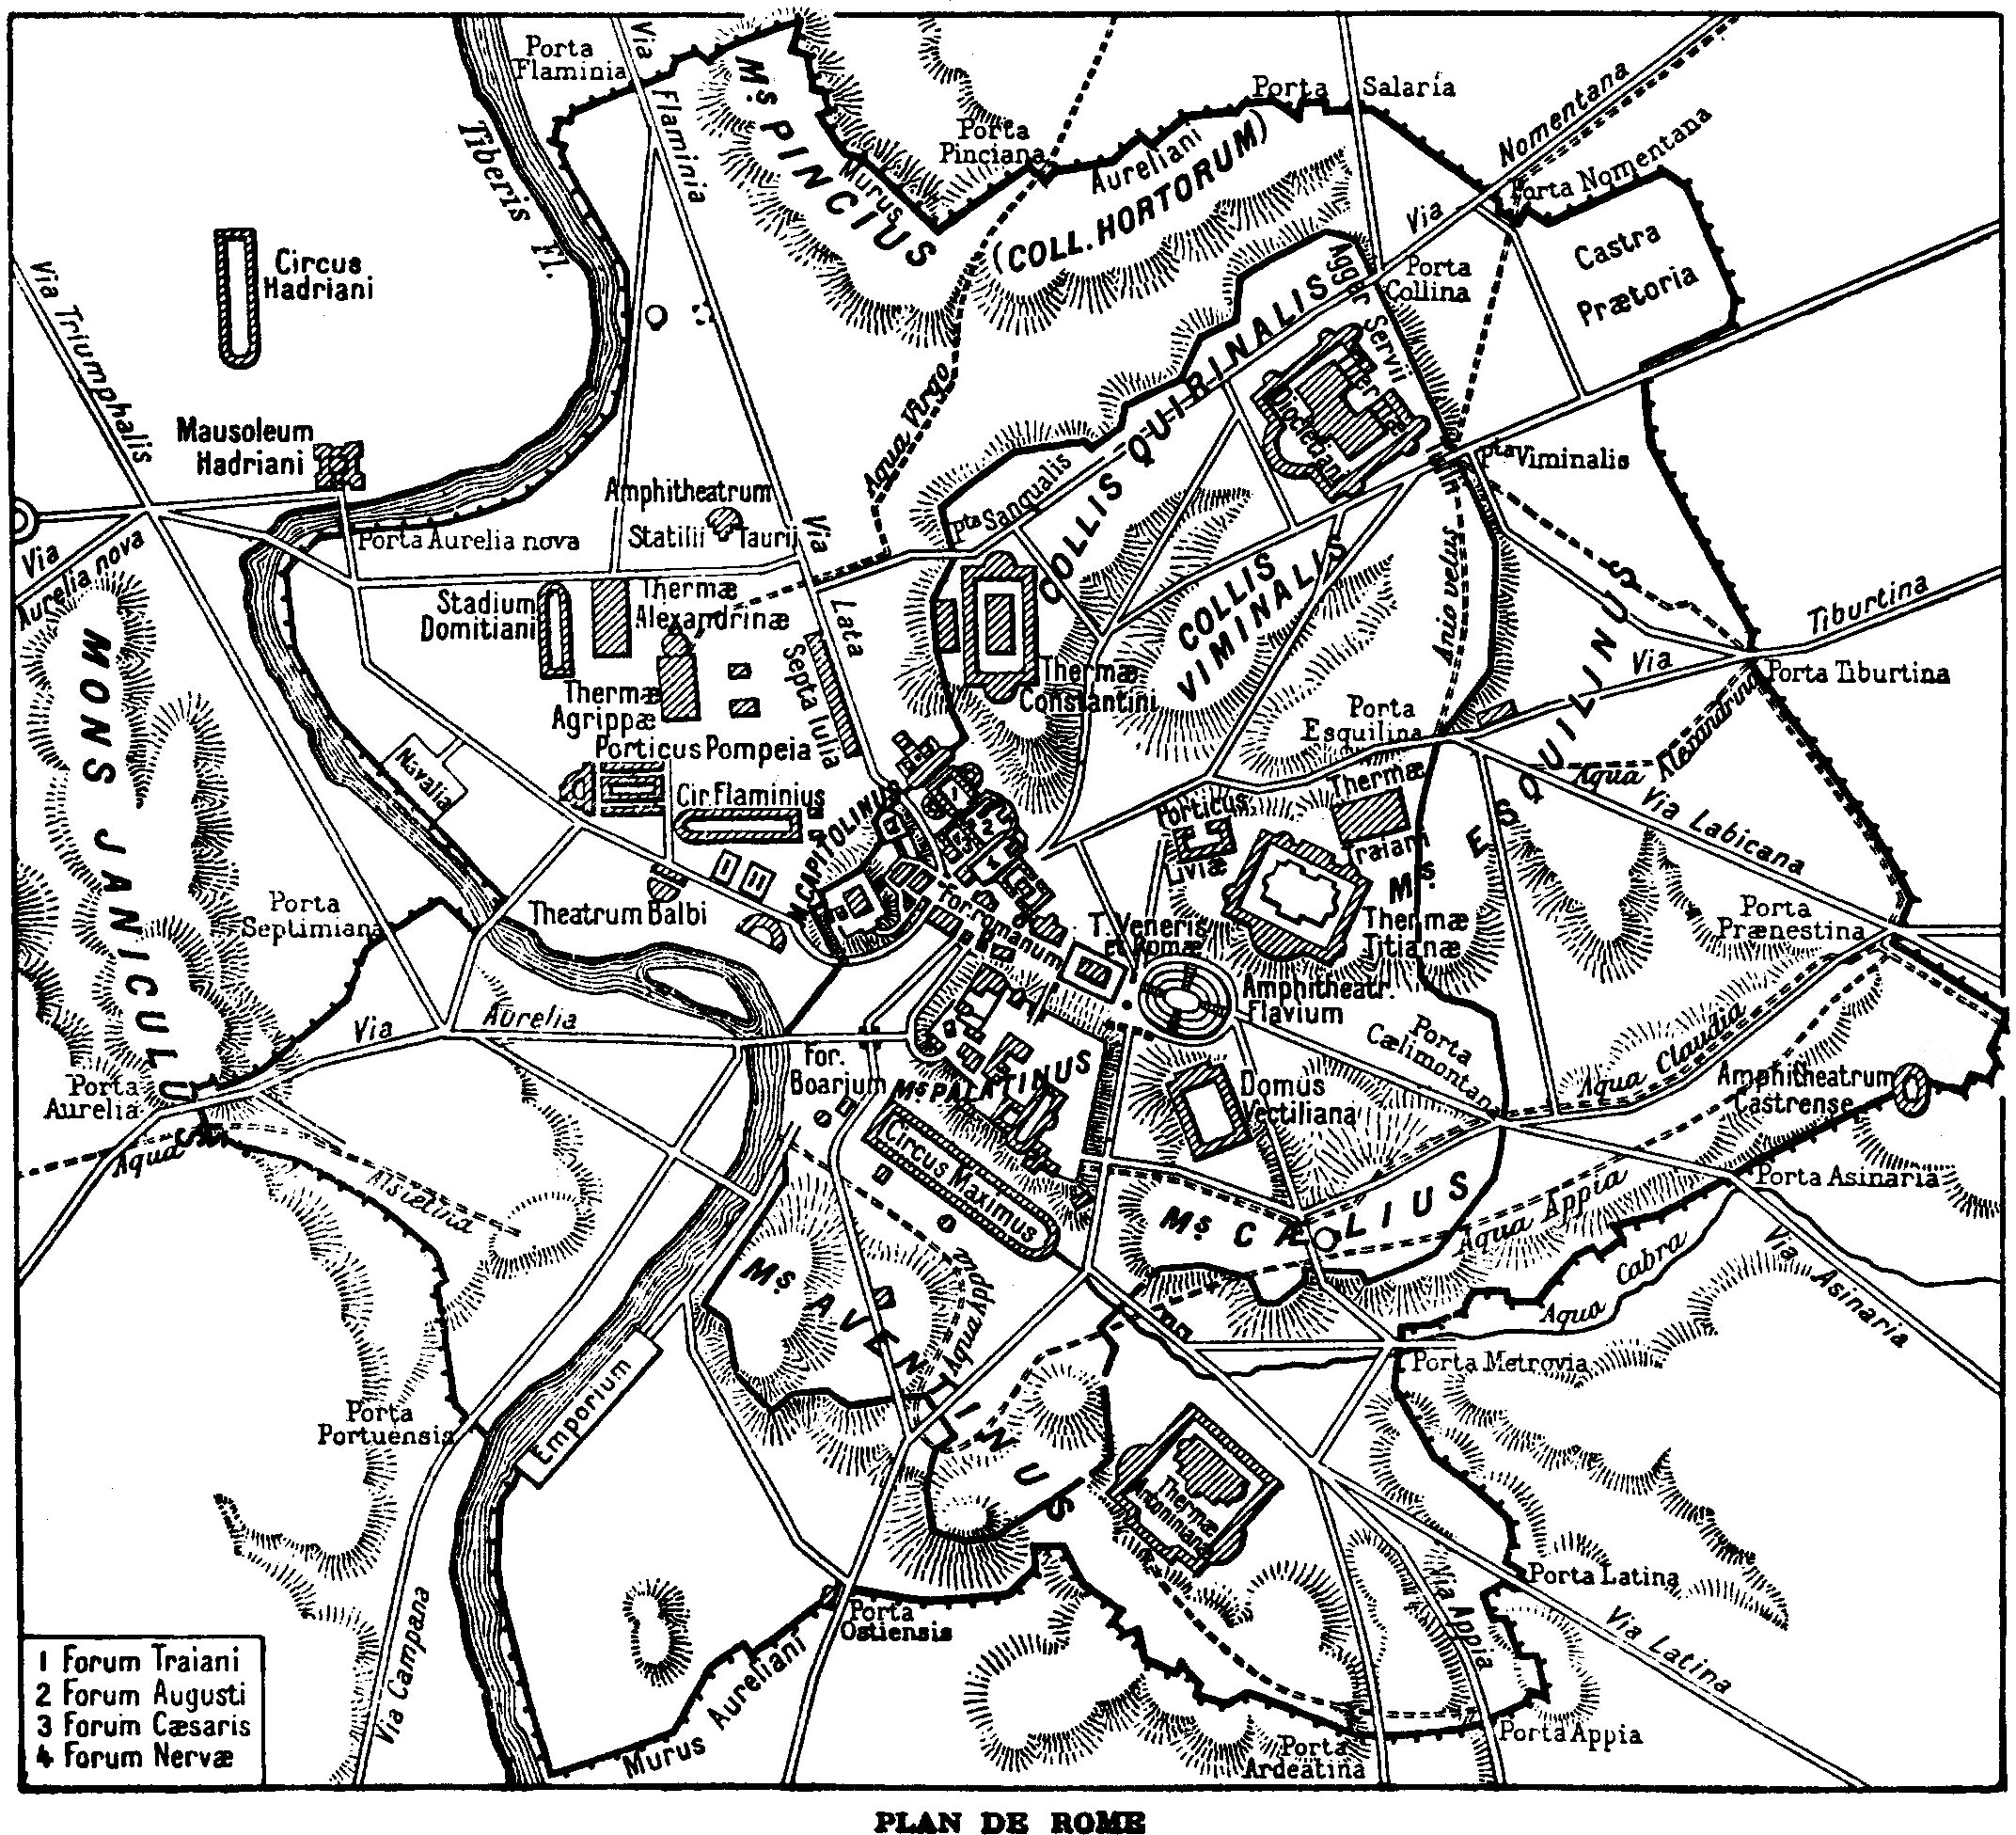 Porta
Flaminia
Via
Flaminia
Tiberis Fl.
Ms. PINCIUS
Murus
Aureliani
Porta
Pinciana
(COLL. HORTORUM)
Porta Salaría
Via Nomentana
Porta Nomentana
Castra
Prætoria
Porta
Collina
Agger Servii
Circus
Hadriani
Via Triumphalis
Mausoleum
Hadriani
Via
Aurelia nova
Porta Aurelia nova
Amphitheatrum
Statilii Taurii
Aqua Virgo
Via
Lata
Pta Sanqualis
COLLIS QUIRINALIS
Thermæ
Diocletiani
Pta Viminalis
COLLIS
VIMINALIS
Anio vetus
Stadium
Domitiani
Thermæ
Alexandrinæ
Thermæ
Agrippæ
Septa Iulia
Thermæ
Constantini
Via Tiburtina
Porta Tiburtina
Porta
Esquilina
Aqua Alexandrina
Via Labicana
Ms. ESQUILINUS
MONS JANICULUS
Navalia
Porticus Pompeia
Cir. Flaminius
M. CAPITOLINUS
1
2
3
4
Porticus
Liviæ
Thermæ
Traiani
Thermæ
Titianæ
Porta
Septimiana
Theatrum Balbi
For. romanum
T. Veneris
et Romæ
Amphitheatr.
Flavium
Porta
Prænestina
Via Aurelia
For.
Boarium
Ms PALATINUS
Domus
Vectiliana
Porta
Cælimontana
Aqua Claudia
Amphitheatrum
Castrense
Porta
Aurelia
Aqua Alsietina
Circus Maximus
Ms. CÆLIUS
Aqua Appia
Porta Asinaria
Via Asinaria
Aqua Cabra
Ms. AVENTINUS
Aqua Appia
Porta Metrovia
Emporium
Porta
Portuensis
Thermæ
Antoninianæ
Porta Latina
Via Latina
Via Appia
Porta
Ostiensis
Via Campana
Murus Aureliani
Porta Appia
Porta
Ardeatina
1 Forum Traiani
2 Forum Augusti
3 Forum Cæsaris
4 Forum Nervæ
PLAN DE ROME